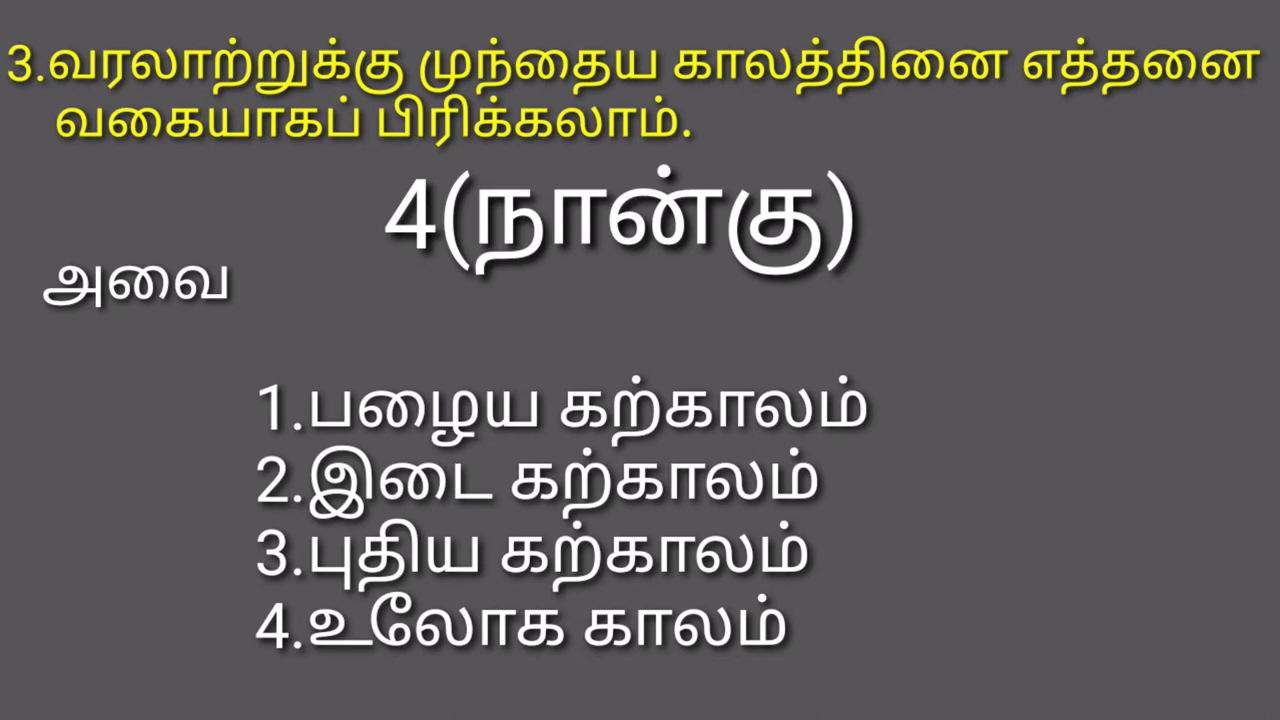 3.வரலாற்றுக்கு முந்தைய காலத்தினை எத்தனை
வகையாகப் பிரிக்கலாம்.
4(நான்கு)
அவை
1.பழைய கற்காலம்
2.இடை கற்காலம்
3.புதிய கற்காலம்
4.உலோக காலம்